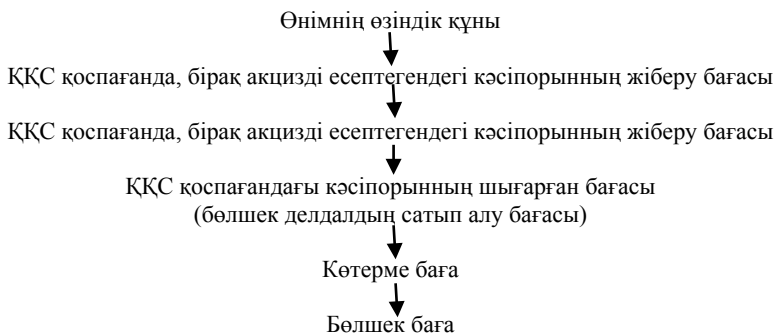 Өнімнің өзіндік құны
ҚҚС қоспағанда, бірақ акцизді есептегендегі кәсіпорынның жіберу бағасы
ҚҚС қоспағанда, бірақ акцизді есептегендегі кәсіпорынның жіберу бағасы
ҚҚС қоспағандағы кәсіпорынның шығарған бағасы
(бөлшек делдалдың сатып алу бағасы)
Көтерме баға
Бөлшек баға